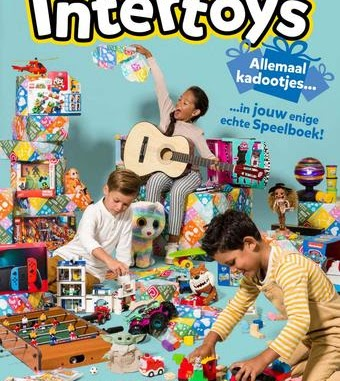 Intertoys
Allemaal
kadootjes...
...in jouw enige
echte Speelboek!